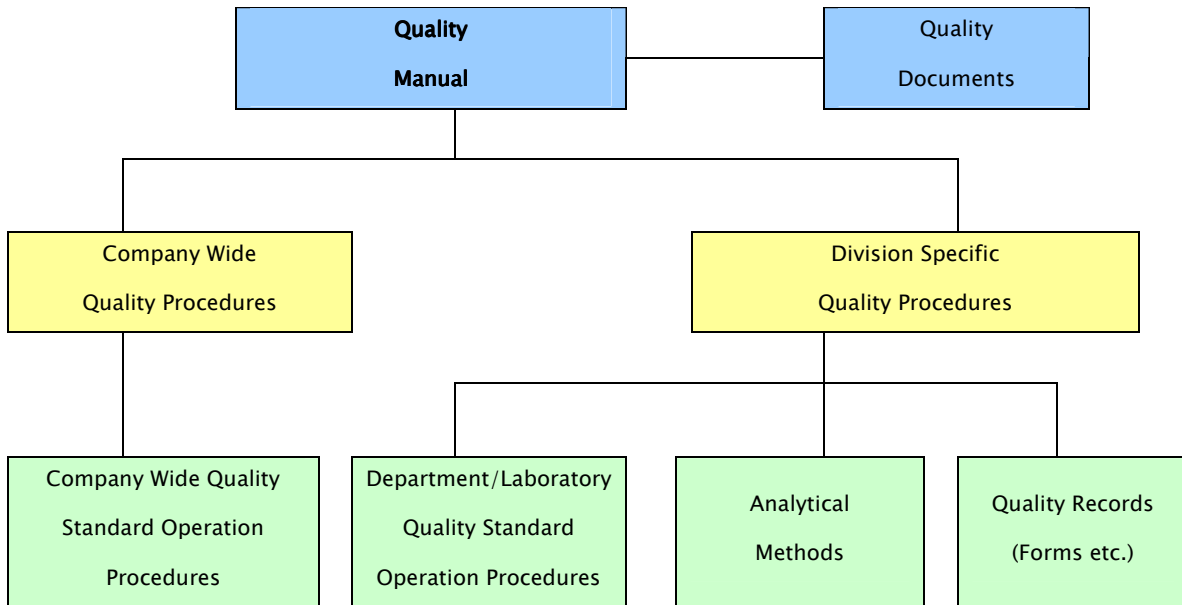 Quality
Manual
Quality
Documents
Company Wide
Quality Procedures
Division Specific
Quality Procedures
Company Wide Quality
Standard Operation
Procedures
Department/Laboratory
Quality Standard
Operation Procedures
Analytical
Methods
Quality Records
(Forms etc.)